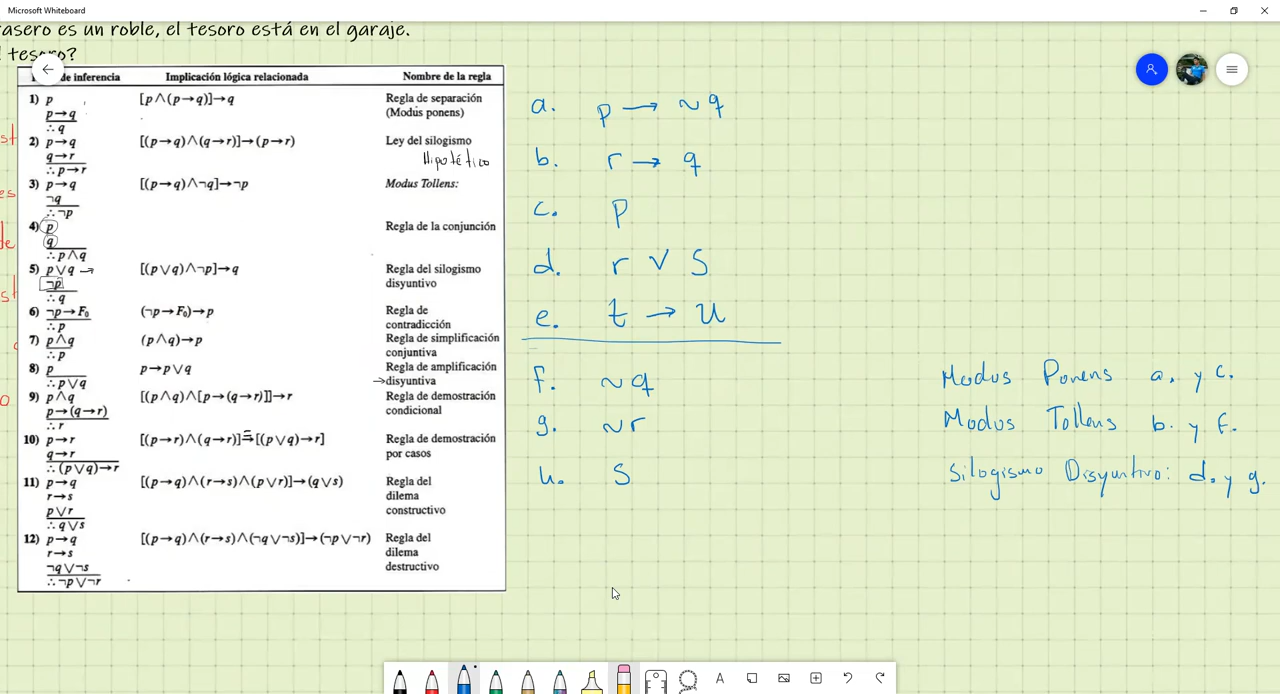 Microsoft Whiteboard
asero es un roble, el tesoro está en el garaje.
tesoro?
de inferencia Implicación lógica relacionada Nombre de la regla
1) p [p∧(p→q)]→q Regla de separación
p→q (Modus ponens)
∴ q
2) p→q [(p→q)∧(q→r)]→(p→r) Ley del silogismo
q→r Hipotético
∴ p→r
3) p→q [(p→q)∧¬q]→¬p Modus Tollens:
¬q
∴ ¬p
4) p Regla de la conjunción
q
∴ p∧q
5) p∨q → [(p∨q)∧¬p]→q Regla del silogismo
¬p disyuntivo
∴ q
6) ¬p→F₀ (¬p→F₀)→p Regla de
∴ p contradicción
7) p∧q (p∧q)→p Regla de simplificación
∴ p conjuntiva
8) p p→p∨q Regla de amplificación
∴ p∨q →disyuntiva
9) p∧q [(p∧q)∧[p→(q→r)]]→r Regla de demostración
p→(q→r) condicional
∴ r
10) p→r [(p→r)∧(q→r)]→[(p∨q)→r] Regla de demostración
q→r por casos
∴ (p∨q)→r
11) p→q [(p→q)∧(r→s)∧(p∨r)]→(q∨s) Regla del
r→s dilema
p∨r constructivo
∴ q∨s
12) p→q [(p→q)∧(r→s)∧(¬q∨¬s)]→(¬p∨¬r) Regla del
r→s dilema
¬q∨¬s destructivo
∴ ¬p∨¬r
st
es
de
st
o
a. p → ~q
b. r → q
c. p
d. r ∨ s
e. t → u
f. ~q Modus Ponens a. y c.
g. ~r Modus Tollens b. y f.
h. s Silogismo Disyuntivo: d. y g.